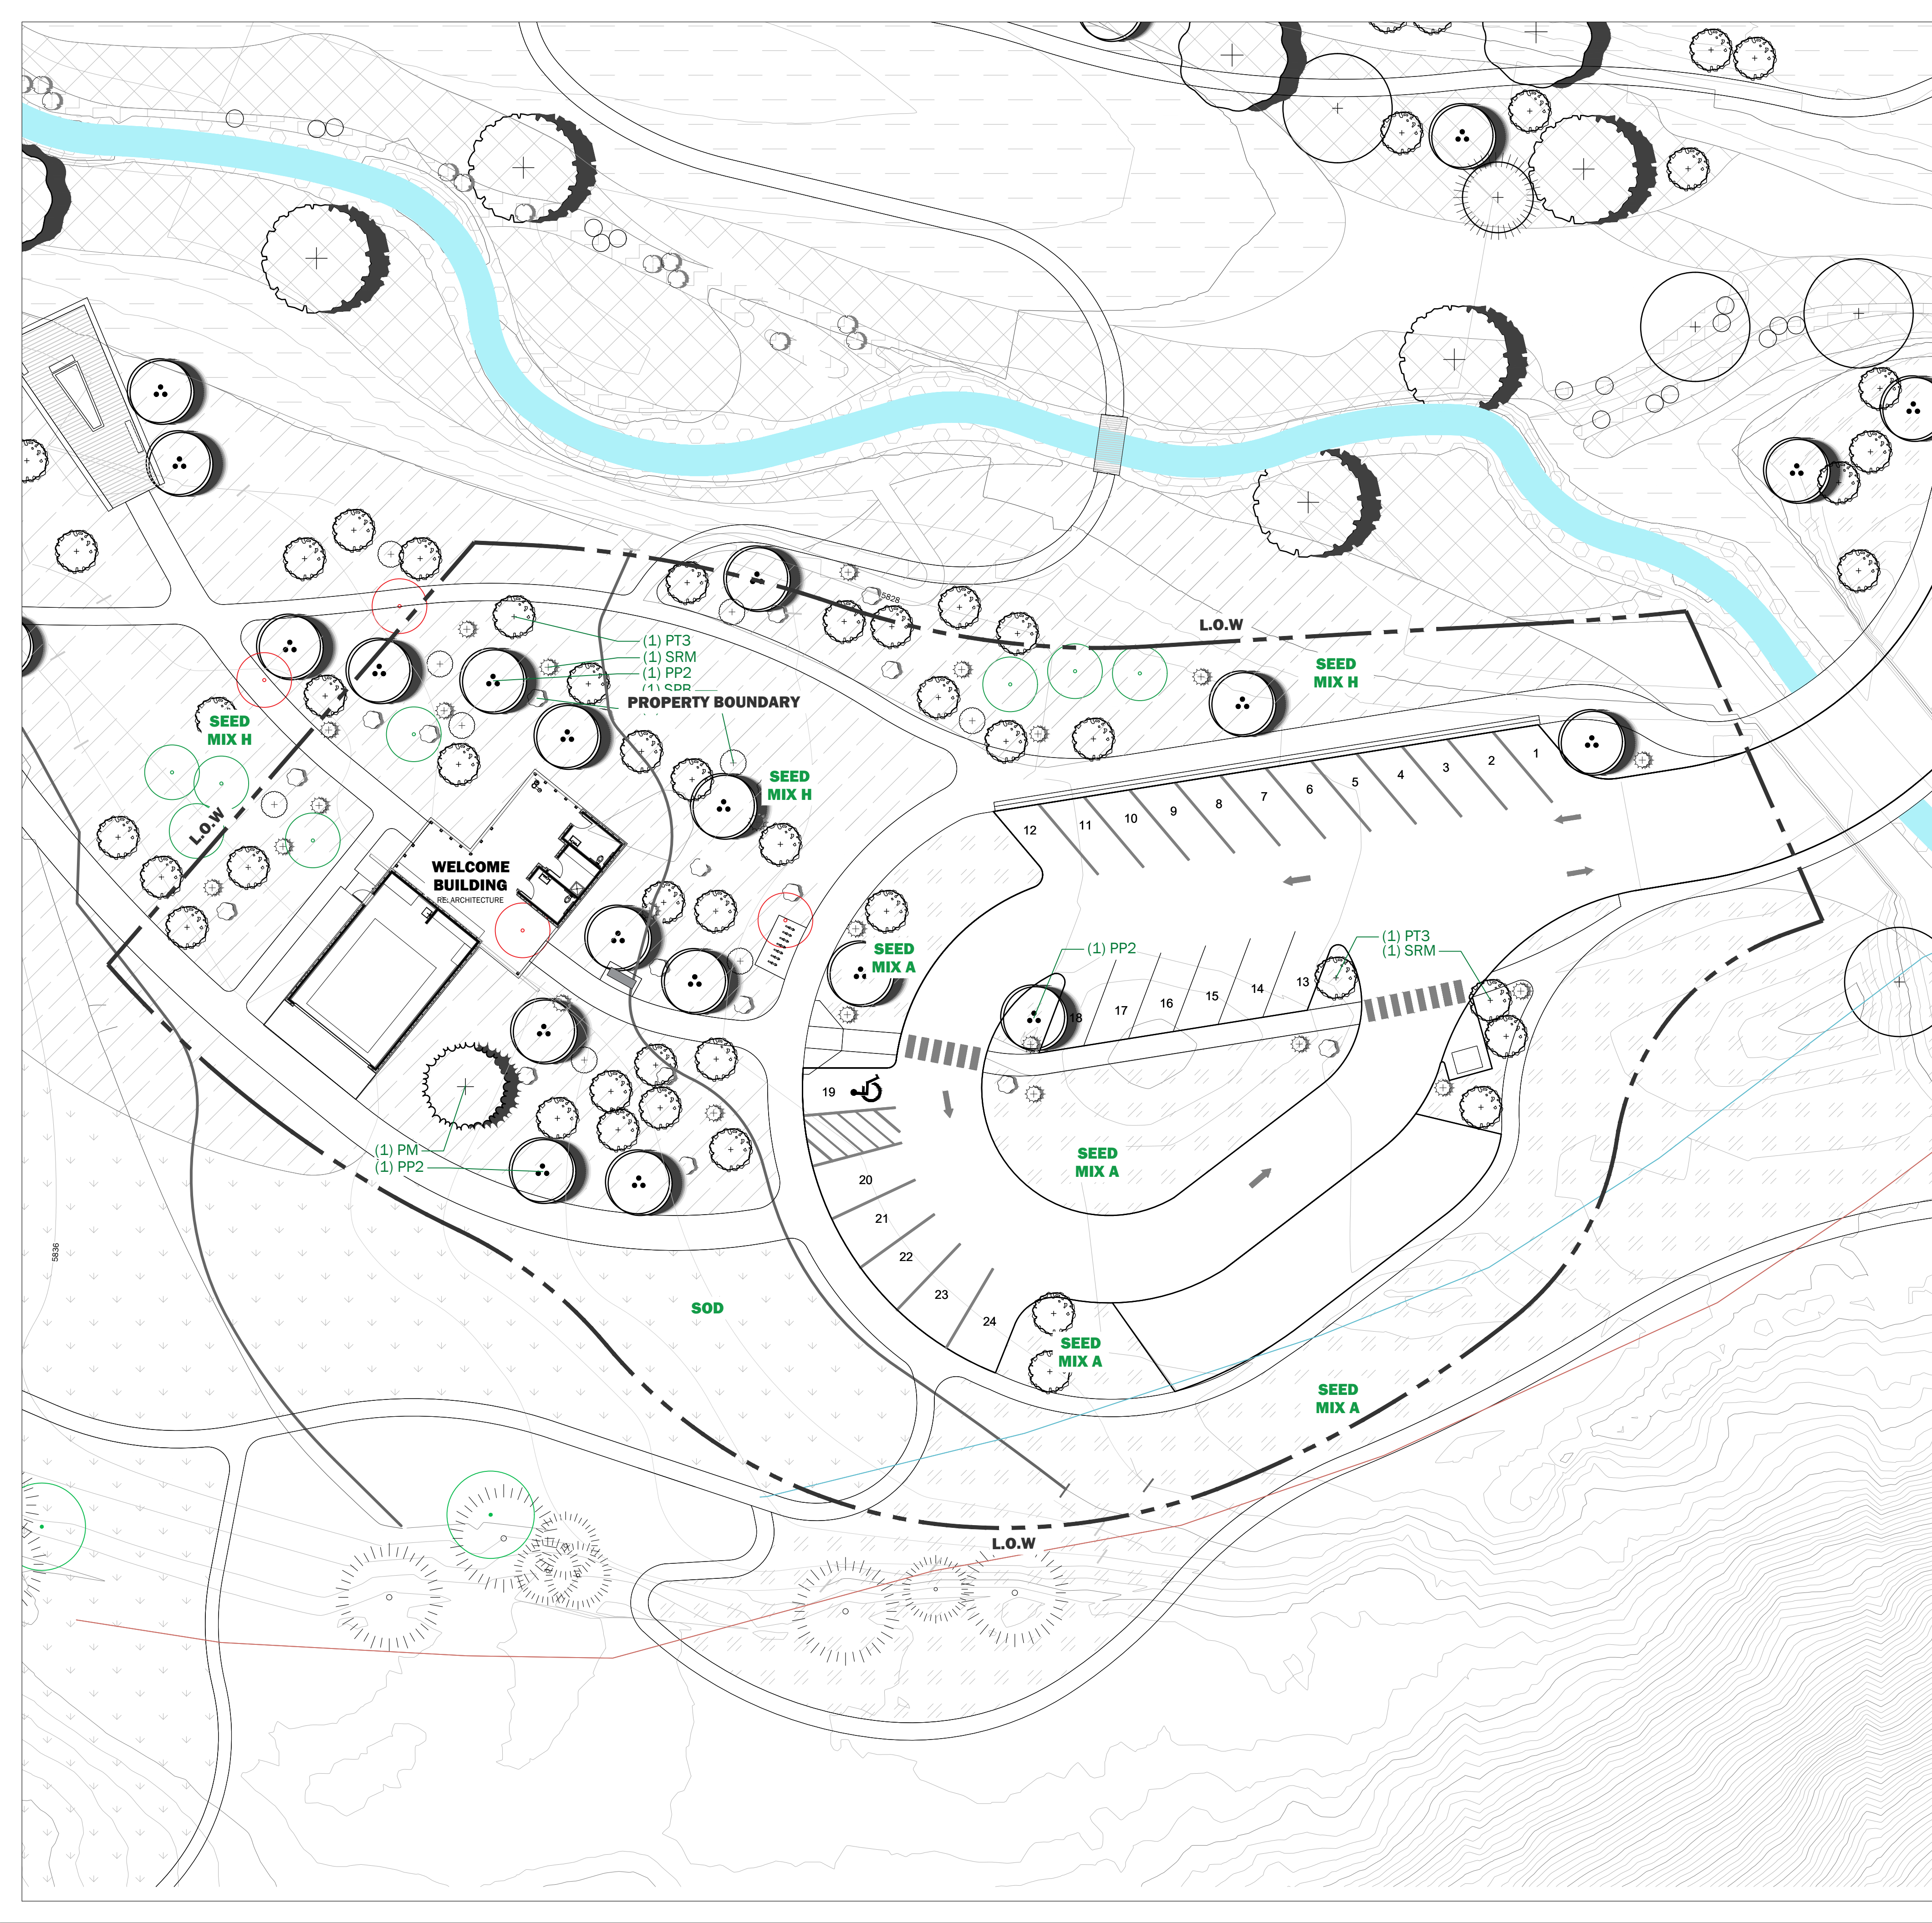 5828
L.O.W
(1) PT3
(1) SRM
(1) PP2
(1) SPB
PROPERTY BOUNDARY
SEED
MIX H
SEED
MIX H
SEED
MIX H
L.O.W
1
2
3
4
5
6
7
8
9
10
11
12
WELCOME
BUILDING
RE: ARCHITECTURE
SEED
MIX A
(1) PP2
(1) PT3
(1) SRM
13
14
15
16
17
18
19
20
21
22
23
24
(1) PM
(1) PP2
SEED
MIX A
5836
SOD
SEED
MIX A
SEED
MIX A
L.O.W